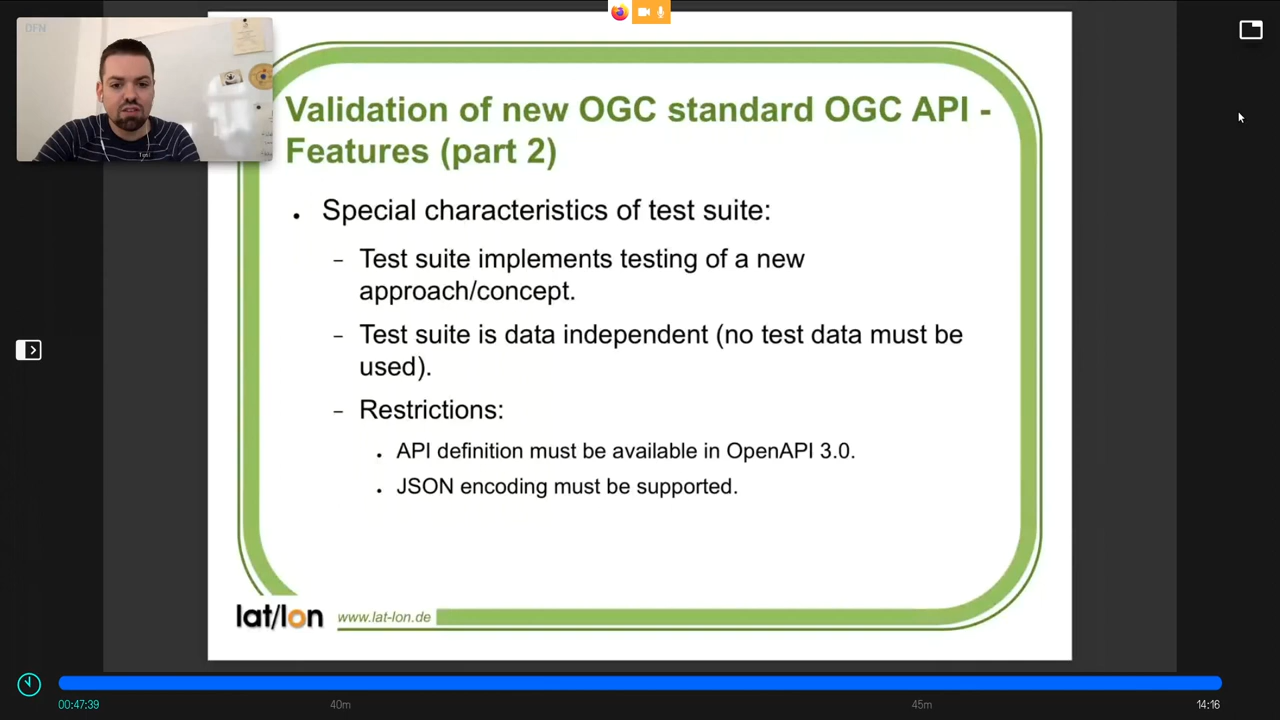 DFN
Validation of new OGC standard OGC API -
Features (part 2)
Special characteristics of test suite:
Test suite implements testing of a new
approach/concept.
Test suite is data independent (no test data must be
used).
Restrictions:
API definition must be available in OpenAPI 3.0.
JSON encoding must be supported.
lat/lon
www.lat-lon.de
00:47:39
40m
45m
14:16